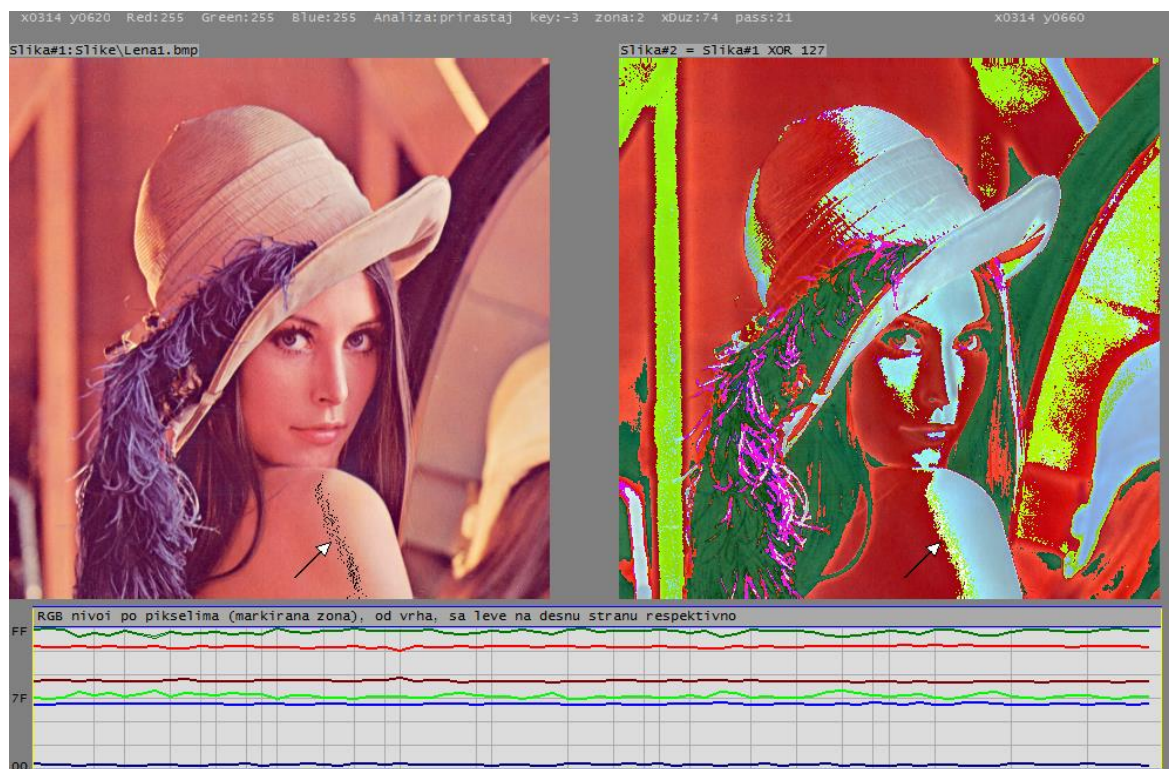 x0314 y0620 Red:255 Green:255 Blue:255 Analiza:prirastaj key:-3 zona:2 xDuz:74 pass:21 x0314 y0660
Slika#1:Slike\Lena1.bmp
Slika#2 = Slika#1 XOR 127
RGB nivoi po pikselima (markirana zona), od vrha, sa leve na desnu stranu respektivno
FF
7F
00